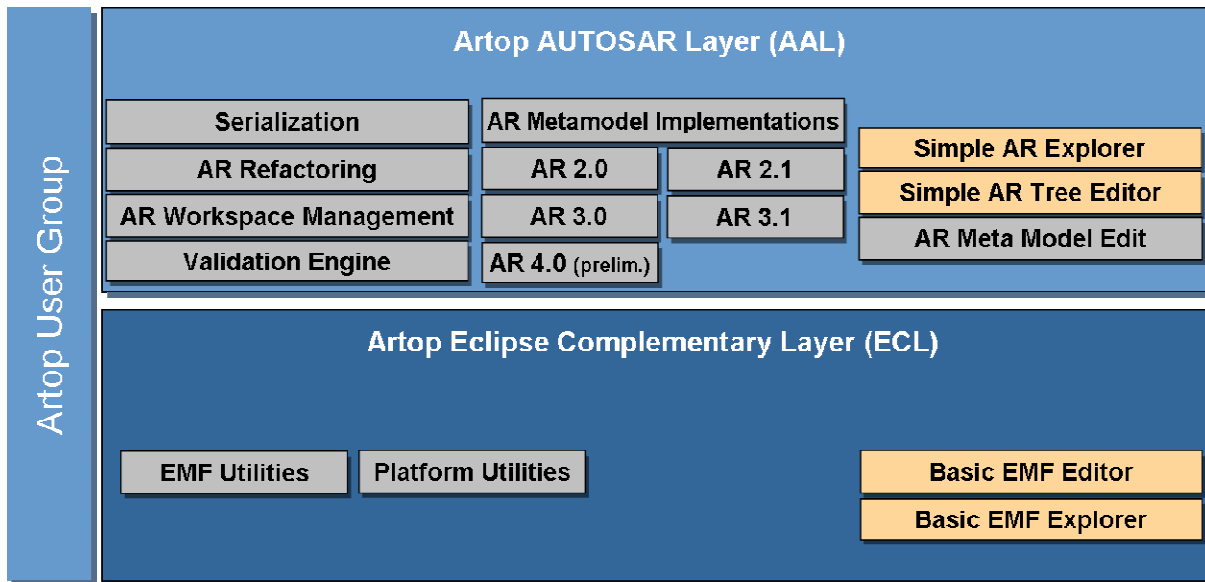 Artop User Group
Artop AUTOSAR Layer (AAL)
Serialization
AR Refactoring
AR Workspace Management
Validation Engine
AR Metamodel Implementations
AR 2.0
AR 2.1
AR 3.0
AR 3.1
AR 4.0 (prelim.)
Simple AR Explorer
Simple AR Tree Editor
AR Meta Model Edit
Artop Eclipse Complementary Layer (ECL)
EMF Utilities
Platform Utilities
Basic EMF Editor
Basic EMF Explorer